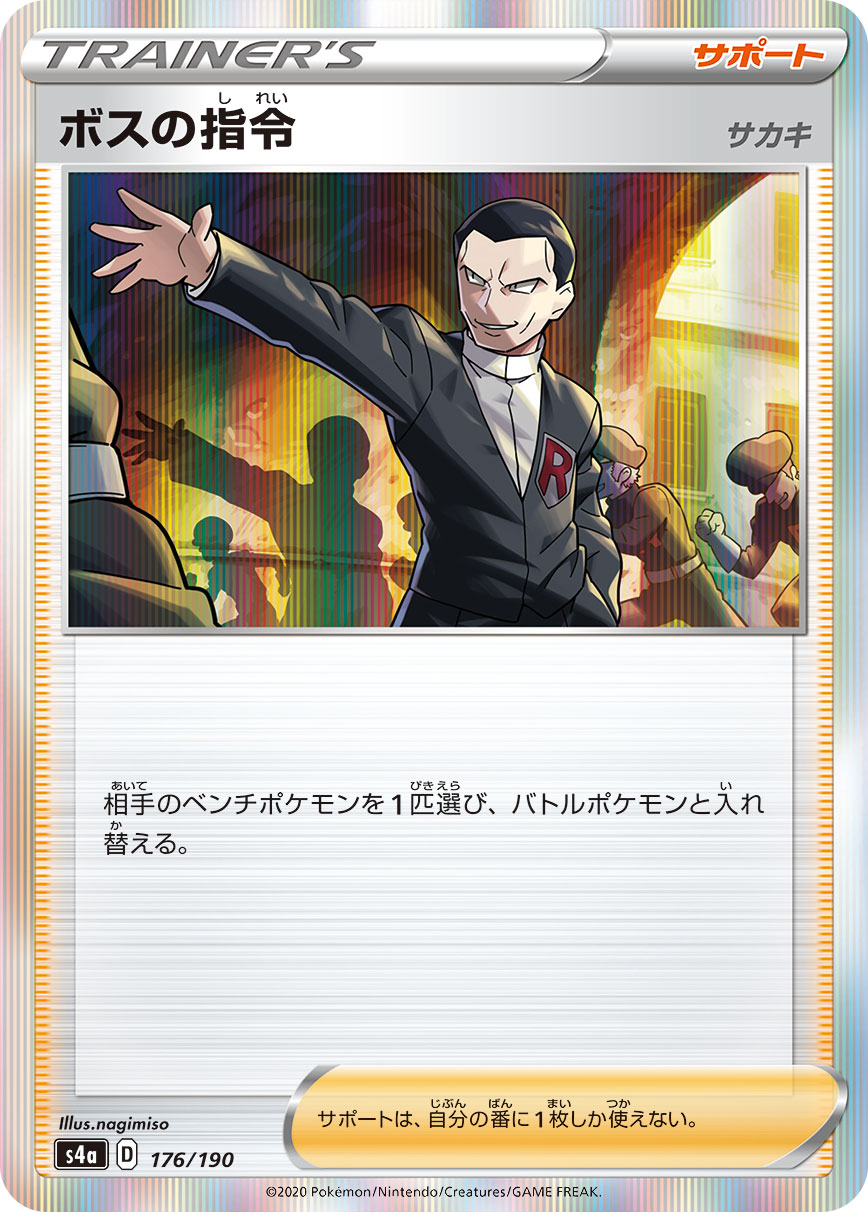 TRAINER'S
サポート
ボスの指令
しれい
サカキ
R
相手のベンチポケモンを1匹選び、バトルポケモンと入れ
あいて ぴきえら い
替える。
か
サポートは、自分の番に1枚しか使えない。
じぶん ばん まい つか
Illus.nagimiso
s4a D 176/190
©2020 Pokémon/Nintendo/Creatures/GAME FREAK.